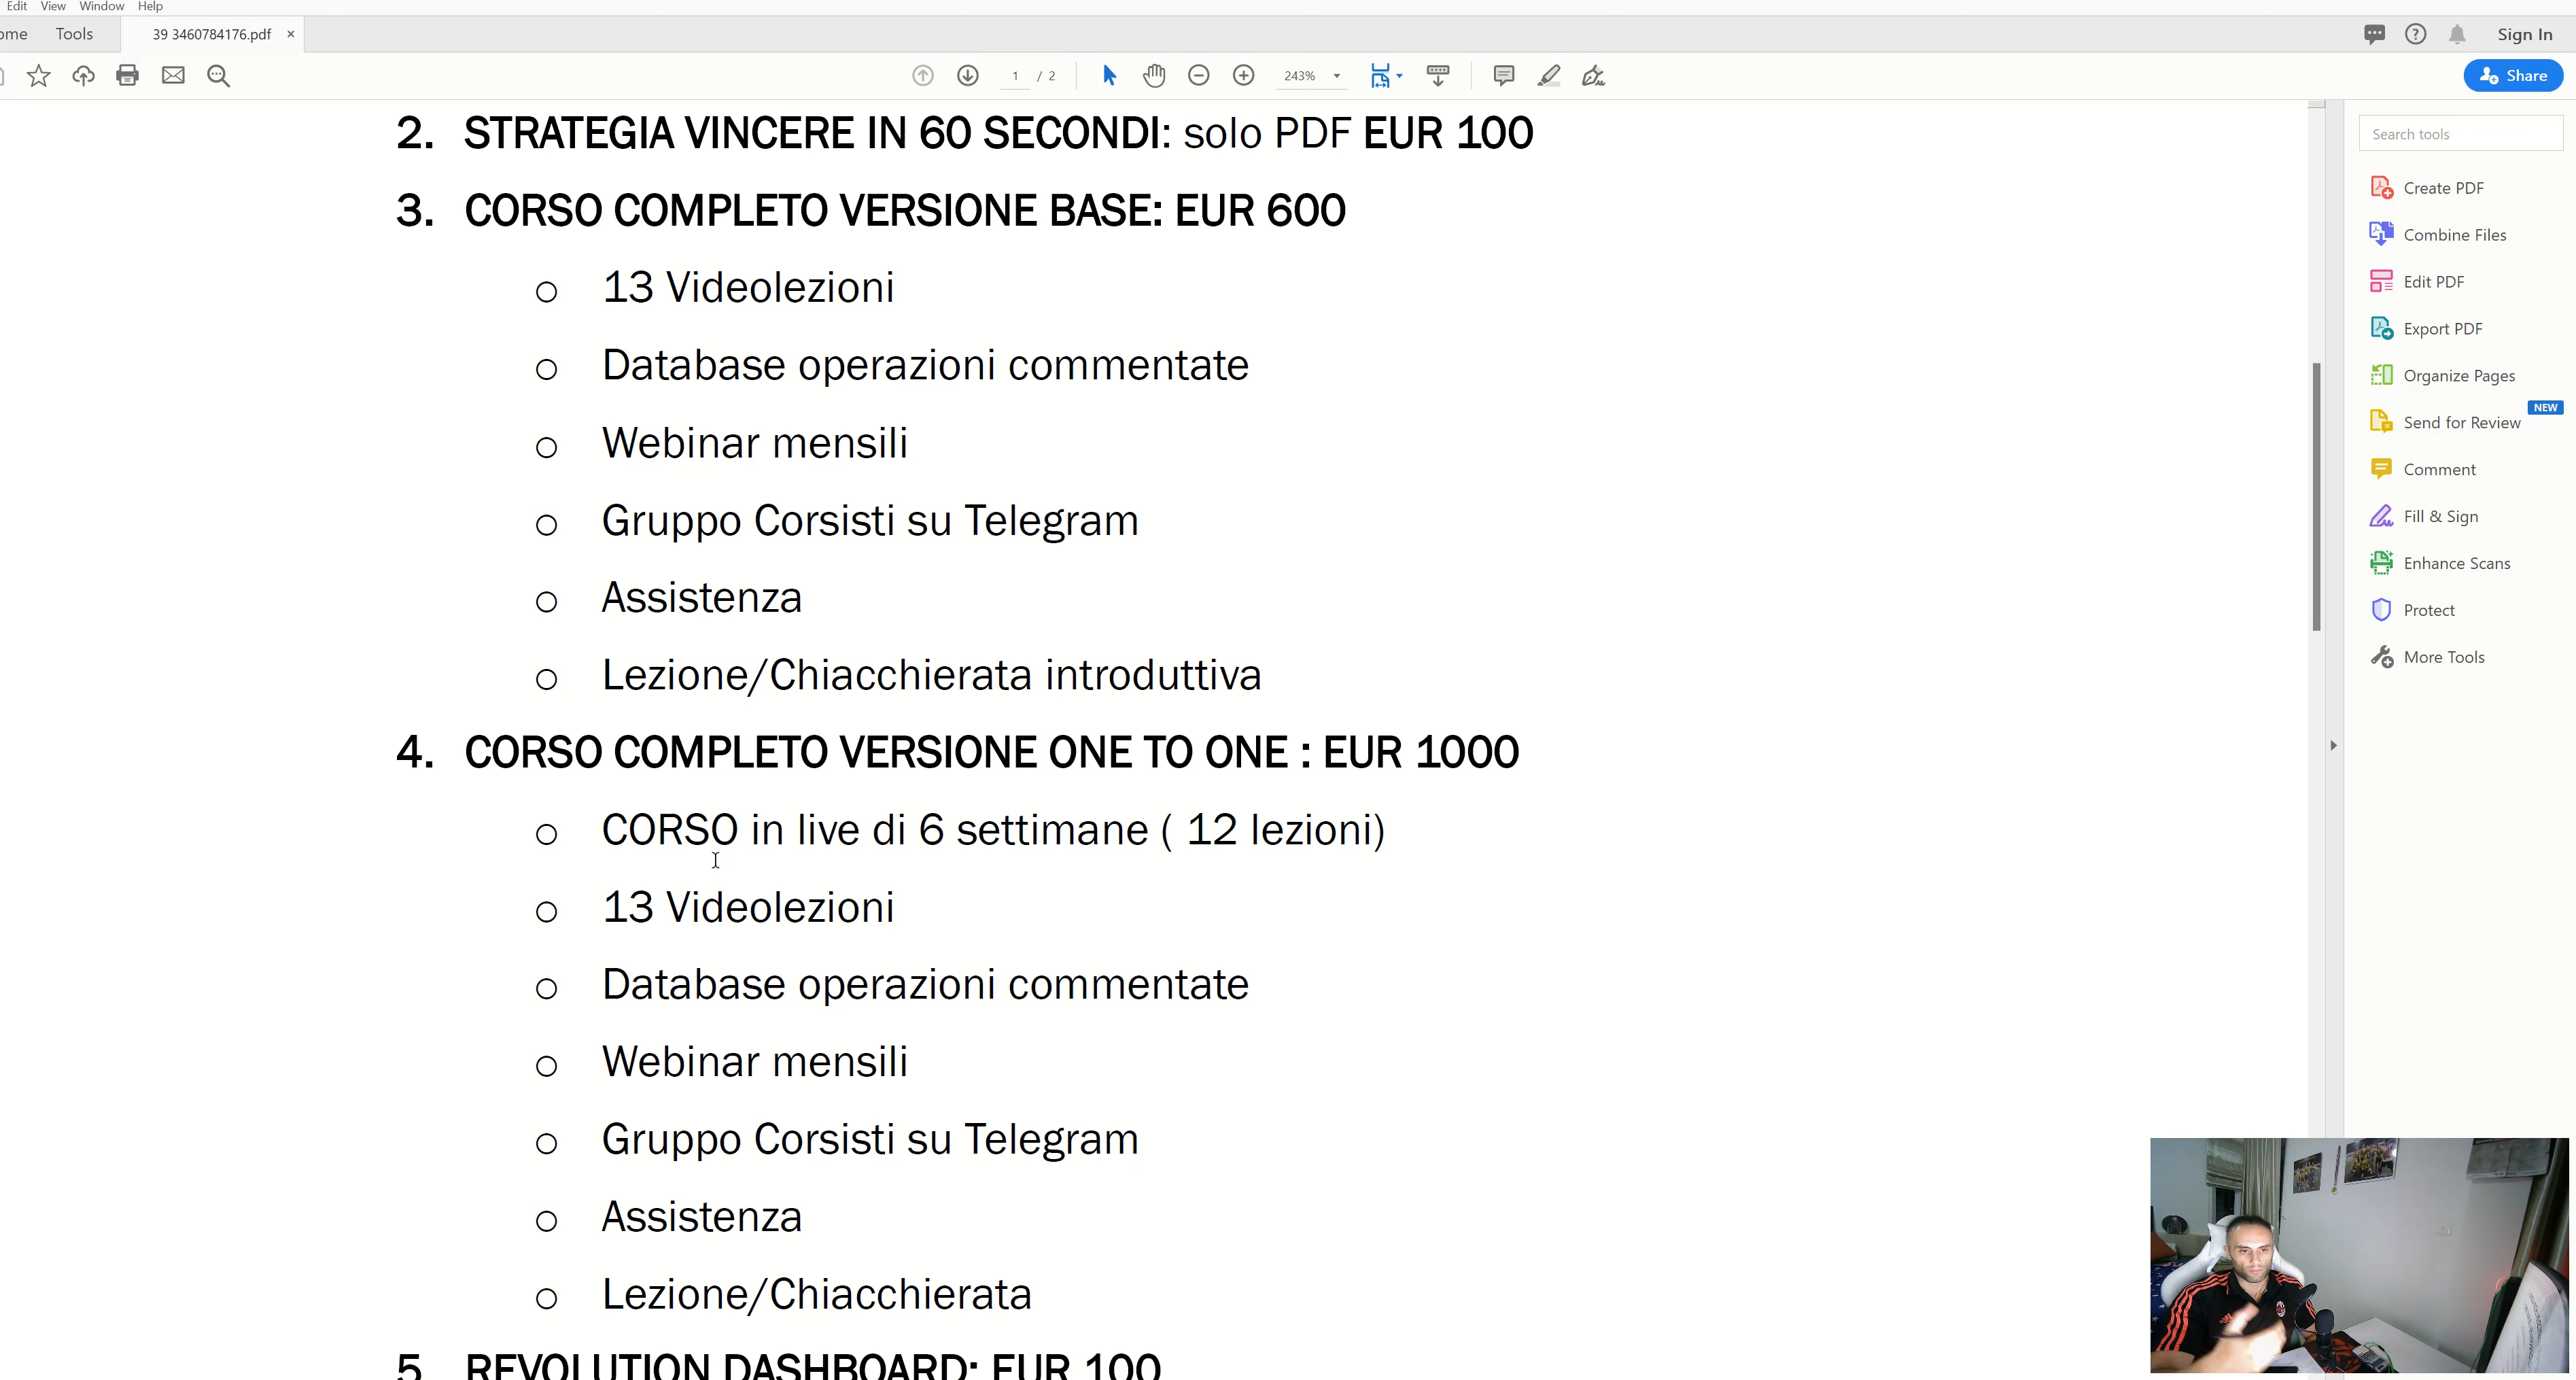 Edit View Window Help
ome Tools 39 3460784176.pdf × Sign In
1 / 2 243% Share
2. STRATEGIA VINCERE IN 60 SECONDI: solo PDF EUR 100
3. CORSO COMPLETO VERSIONE BASE: EUR 600
13 Videolezioni
Database operazioni commentate
Webinar mensili
Gruppo Corsisti su Telegram
Assistenza
Lezione/Chiacchierata introduttiva
4. CORSO COMPLETO VERSIONE ONE TO ONE : EUR 1000
CORSO in live di 6 settimane ( 12 lezioni)
13 Videolezioni
Database operazioni commentate
Webinar mensili
Gruppo Corsisti su Telegram
Assistenza
Lezione/Chiacchierata
5 REVOLUTION DASHBOARD: EUR 100
Search tools
Create PDF
Combine Files
Edit PDF
Export PDF
Organize Pages
NEW
Send for Review
Comment
Fill & Sign
Enhance Scans
Protect
More Tools